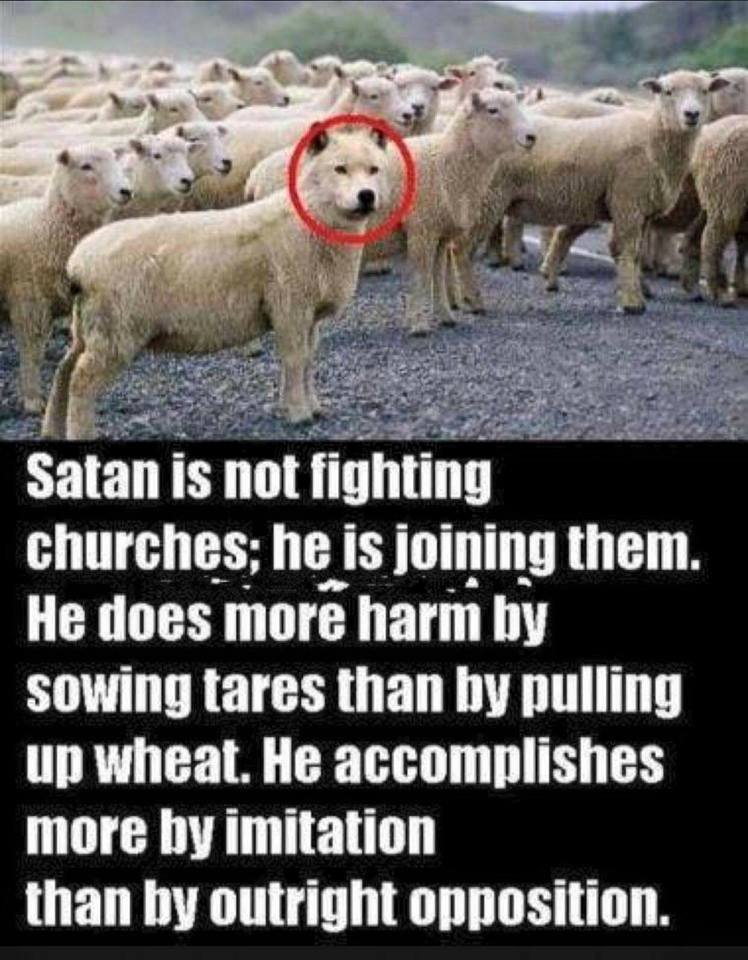 Satan is not fighting
churches; he is joining them.
He does more harm by
sowing tares than by pulling
up wheat. He accomplishes
more by imitation
than by outright opposition.